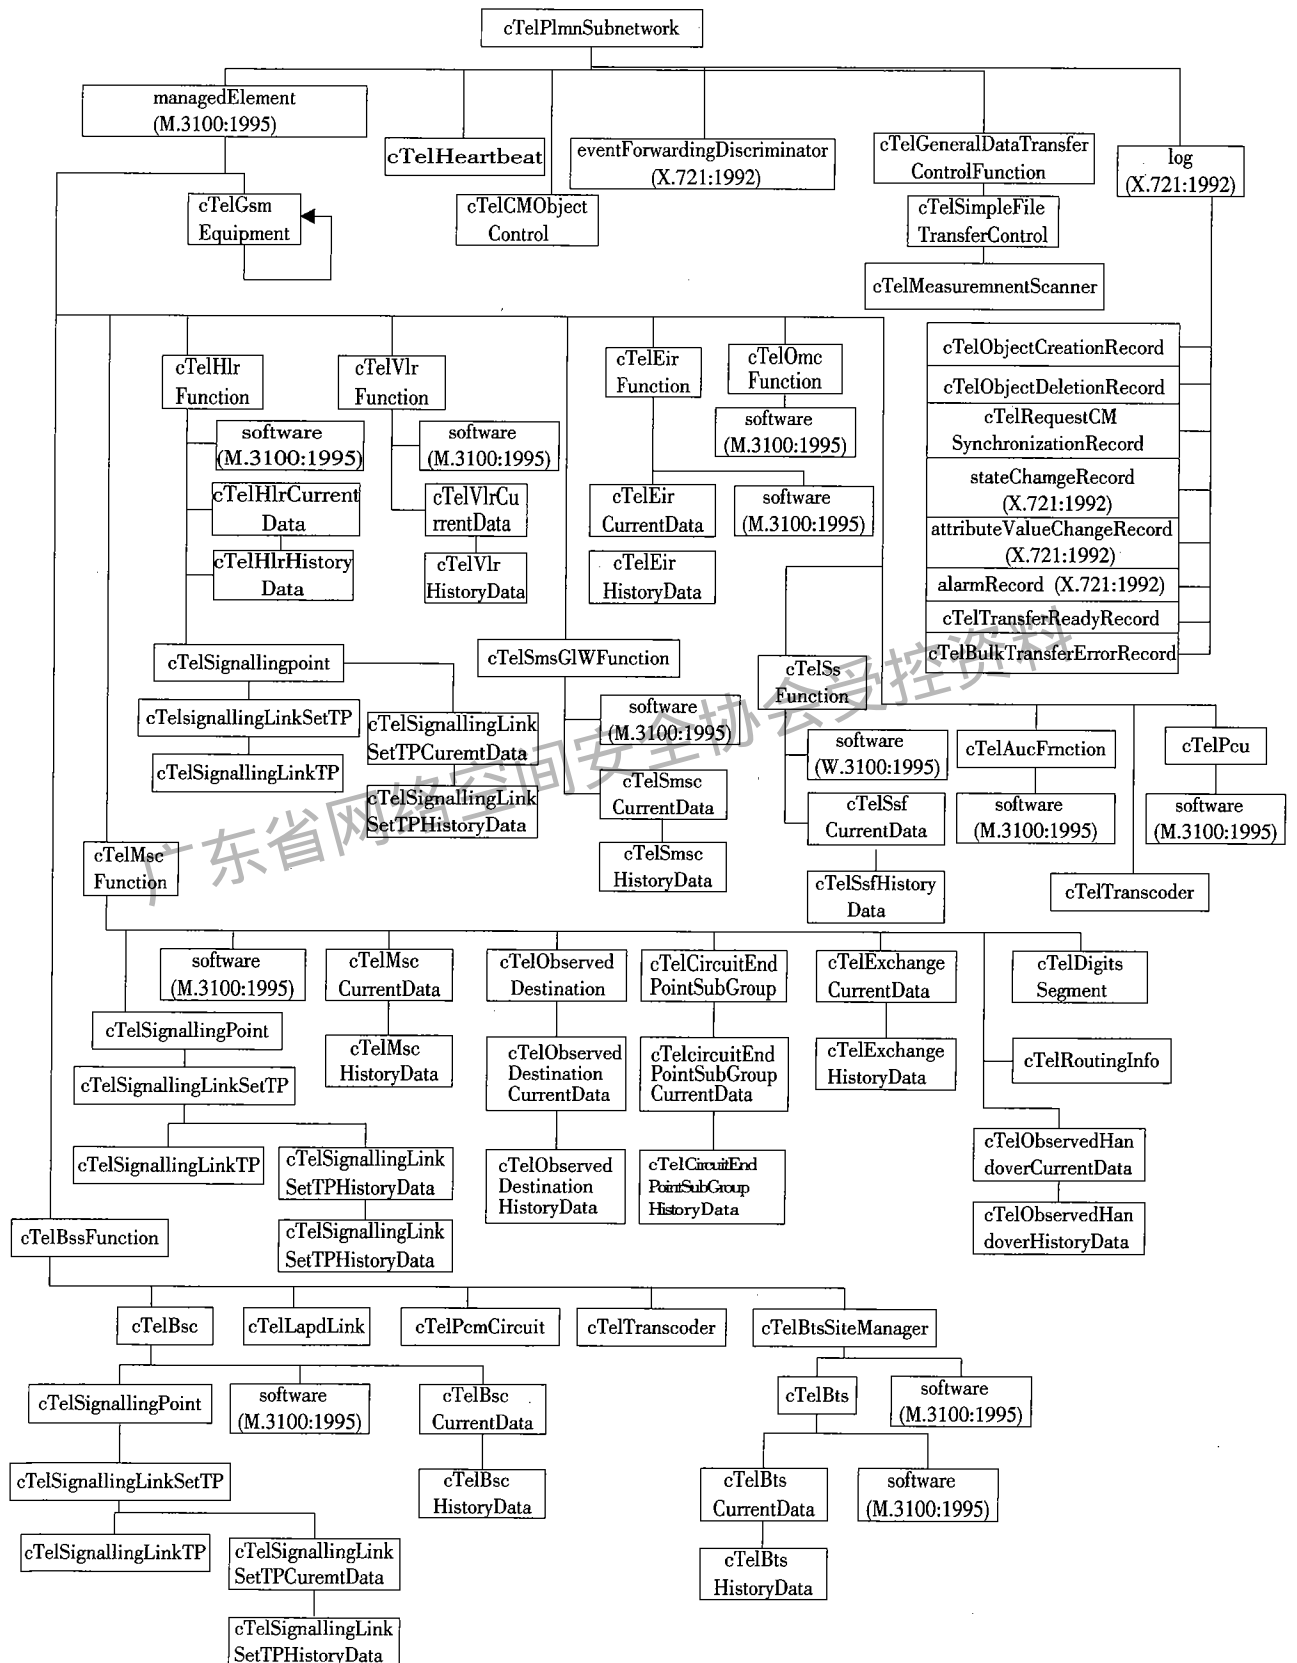 cTelPlmnSubnetwork
managedElement
(M.3100:1995)
cTelHeartbeat
eventForwardingDiscriminator
(X.721:1992)
cTelGeneralDataTransfer
ControlFunction
log
(X.721:1992)
cTelGsm
Equipment
cTelCMObject
Control
cTelSimpleFile
TransferControl
cTelMeasuremnentScanner
cTelHlr
Function
cTelVlr
Function
cTelEir
Function
cTelOmc
Function
cTelObjectCreationRecord
cTelObjectDeletionRecord
cTelRequestCM
SynchronizationRecord
stateChamgeRecord
(X.721:1992)
attributeValueChangeRecord
(X.721:1992)
alarmRecord (X.721:1992)
cTelTransferReadyRecord
cTelBulkTransferErrorRecord
software
(M.3100:1995)
software
(M.3100:1995)
software
(M.3100:1995)
cTelHlrCurrent
Data
cTelVlrCu
rrentData
cTelEir
CurrentData
software
(M.3100:1995)
cTelHlrHistory
Data
cTelVlr
HistoryData
cTelEir
HistoryData
cTelSignallingpoint
cTelSmsGlWFunction
cTelSs
Function
cTelsignallingLinkSetTP
cTelSignallingLink
SetTPCuremtData
software
(M.3100:1995)
software
(W.3100:1995)
cTelAucFrnction
cTelPcu
cTelSignallingLinkTP
cTelSignallingLink
SetTPHistoryData
cTelSmsc
CurrentData
cTelSsf
CurrentData
software
(M.3100:1995)
software
(M.3100:1995)
cTelMsc
Function
cTelSmsc
HistoryData
cTelSsfHistory
Data
cTelTranscoder
广东省网络空间安全协会受控资料
software
(M.3100:1995)
cTelMsc
CurrentData
cTelObserved
Destination
cTelCircuitEnd
PointSubGroup
cTelExchange
CurrentData
cTelDigits
Segment
cTelSignallingPoint
cTelMsc
HistoryData
cTelObserved
Destination
CurrentData
cTelcircuitEnd
PointSubGroup
CurrentData
cTelExchange
HistoryData
cTelRoutingInfo
cTelSignallingLinkSetTP
cTelSignallingLinkTP
cTelSignallingLink
SetTPHistoryData
cTelObserved
Destination
HistoryData
cTelCircuitEnd
PointSubGroup
HistoryData
cTelObservedHan
doverCurrentData
cTelBssFunction
cTelSignallingLink
SetTPHistoryData
cTelObservedHan
doverHistoryData
cTelBsc
cTelLapdLink
cTelPcmCircuit
cTelTranscoder
cTelBtsSiteManager
cTelSignallingPoint
software
(M.3100:1995)
cTelBsc
CurrentData
cTelBts
software
(M.3100:1995)
cTelSignallingLinkSetTP
cTelBsc
HistoryData
cTelBts
CurrentData
software
(M.3100:1995)
cTelSignallingLinkTP
cTelSignallingLink
SetTPCuremtData
cTelBts
HistoryData
cTelSignallingLink
SetTPHistoryData